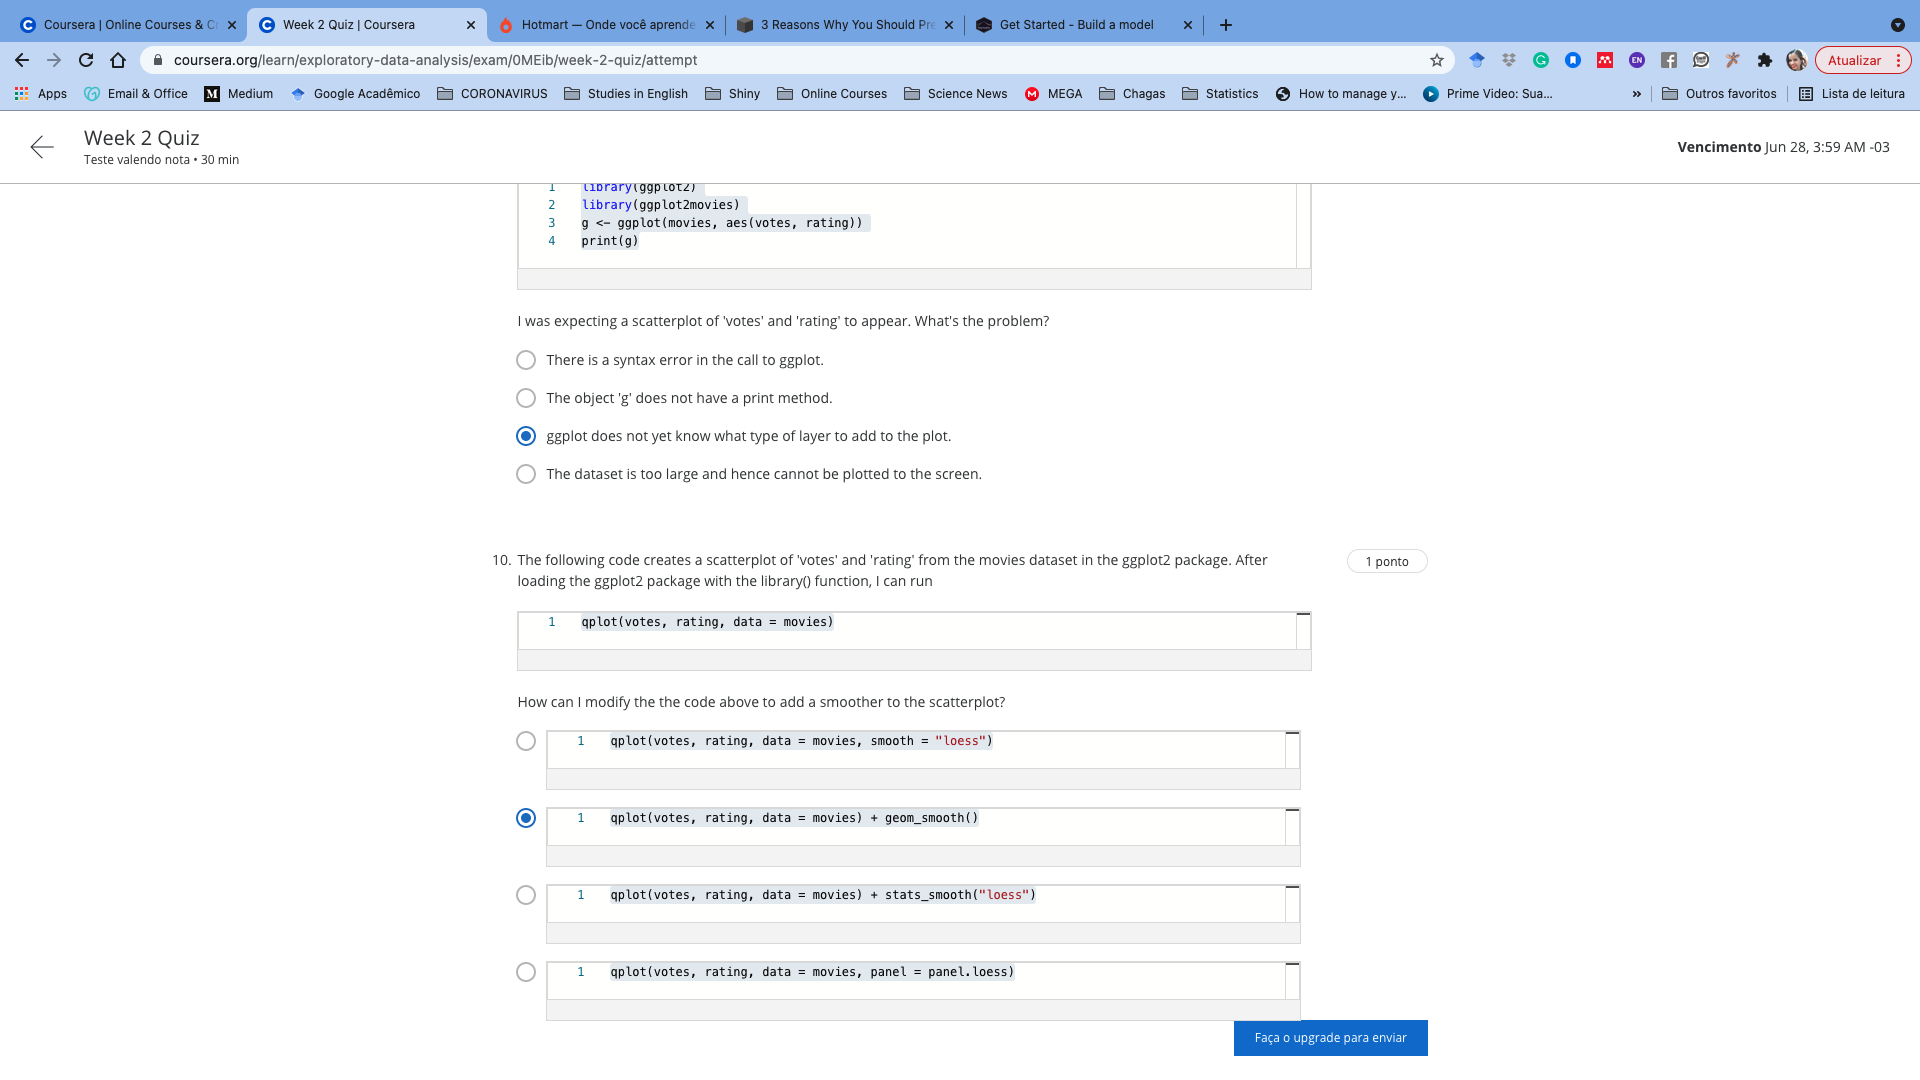 Coursera | Online Courses & C
Week 2 Quiz | Coursera
Hotmart — Onde você aprende
3 Reasons Why You Should Pre
Get Started - Build a model
coursera.org/learn/exploratory-data-analysis/exam/0MEib/week-2-quiz/attempt
EN
Atualizar
Apps
Email & Office
Medium
Google Acadêmico
CORONAVIRUS
Studies in English
Shiny
Online Courses
Science News
MEGA
Chagas
Statistics
How to manage y...
Prime Video: Sua...
»
Outros favoritos
Lista de leitura
Week 2 Quiz
Teste valendo nota • 30 min
Vencimento Jun 28, 3:59 AM -03
1 library(ggplot2)
2 library(ggplot2movies)
3 g <- ggplot(movies, aes(votes, rating))
4 print(g)
I was expecting a scatterplot of 'votes' and 'rating' to appear. What's the problem?
There is a syntax error in the call to ggplot.
The object 'g' does not have a print method.
ggplot does not yet know what type of layer to add to the plot.
The dataset is too large and hence cannot be plotted to the screen.
10. The following code creates a scatterplot of 'votes' and 'rating' from the movies dataset in the ggplot2 package. After
loading the ggplot2 package with the library() function, I can run
1 ponto
1 qplot(votes, rating, data = movies)
How can I modify the the code above to add a smoother to the scatterplot?
1 qplot(votes, rating, data = movies, smooth = "loess")
1 qplot(votes, rating, data = movies) + geom_smooth()
1 qplot(votes, rating, data = movies) + stats_smooth("loess")
1 qplot(votes, rating, data = movies, panel = panel.loess)
Faça o upgrade para enviar